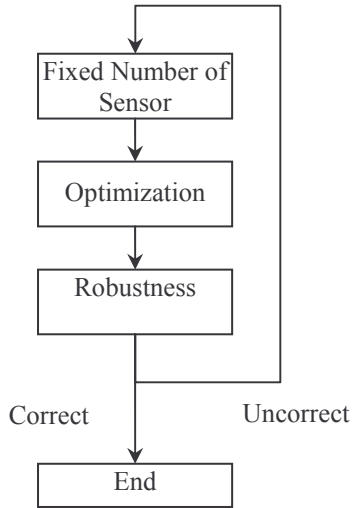 Fixed Number of
Sensor
Optimization
Robustness
Correct
Uncorrect
End